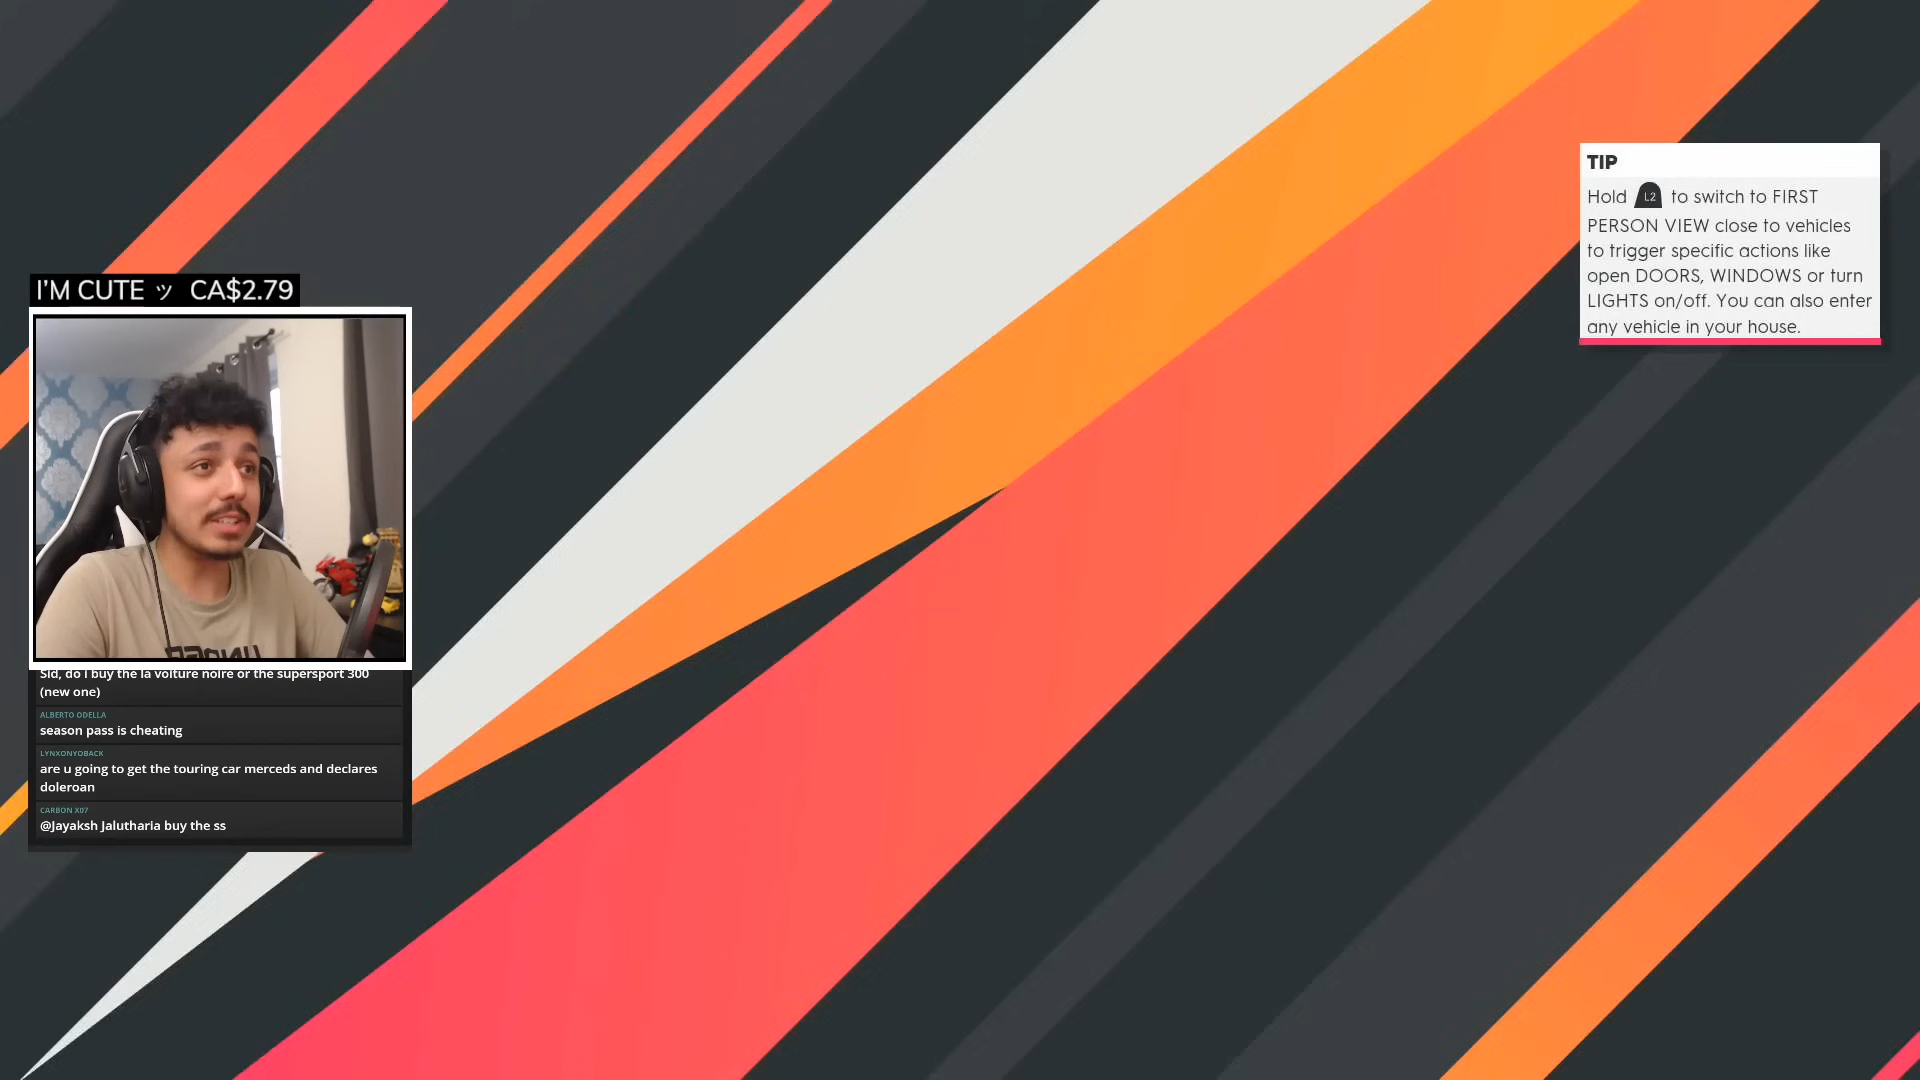 TIP
Hold L2 to switch to FIRST
PERSON VIEW close to vehicles
to trigger specific actions like
open DOORS, WINDOWS or turn
LIGHTS on/off. You can also enter
any vehicle in your house.
I'M CUTE ッ CA$2.79
Sid, do I buy the la voiture noire or the supersport 300
(new one)
ALBERTO ODELLA
season pass is cheating
LYNXONYOBACK
are u going to get the touring car merceds and declares
doleroan
CARBON X07
@Jayaksh Jalutharia buy the ss